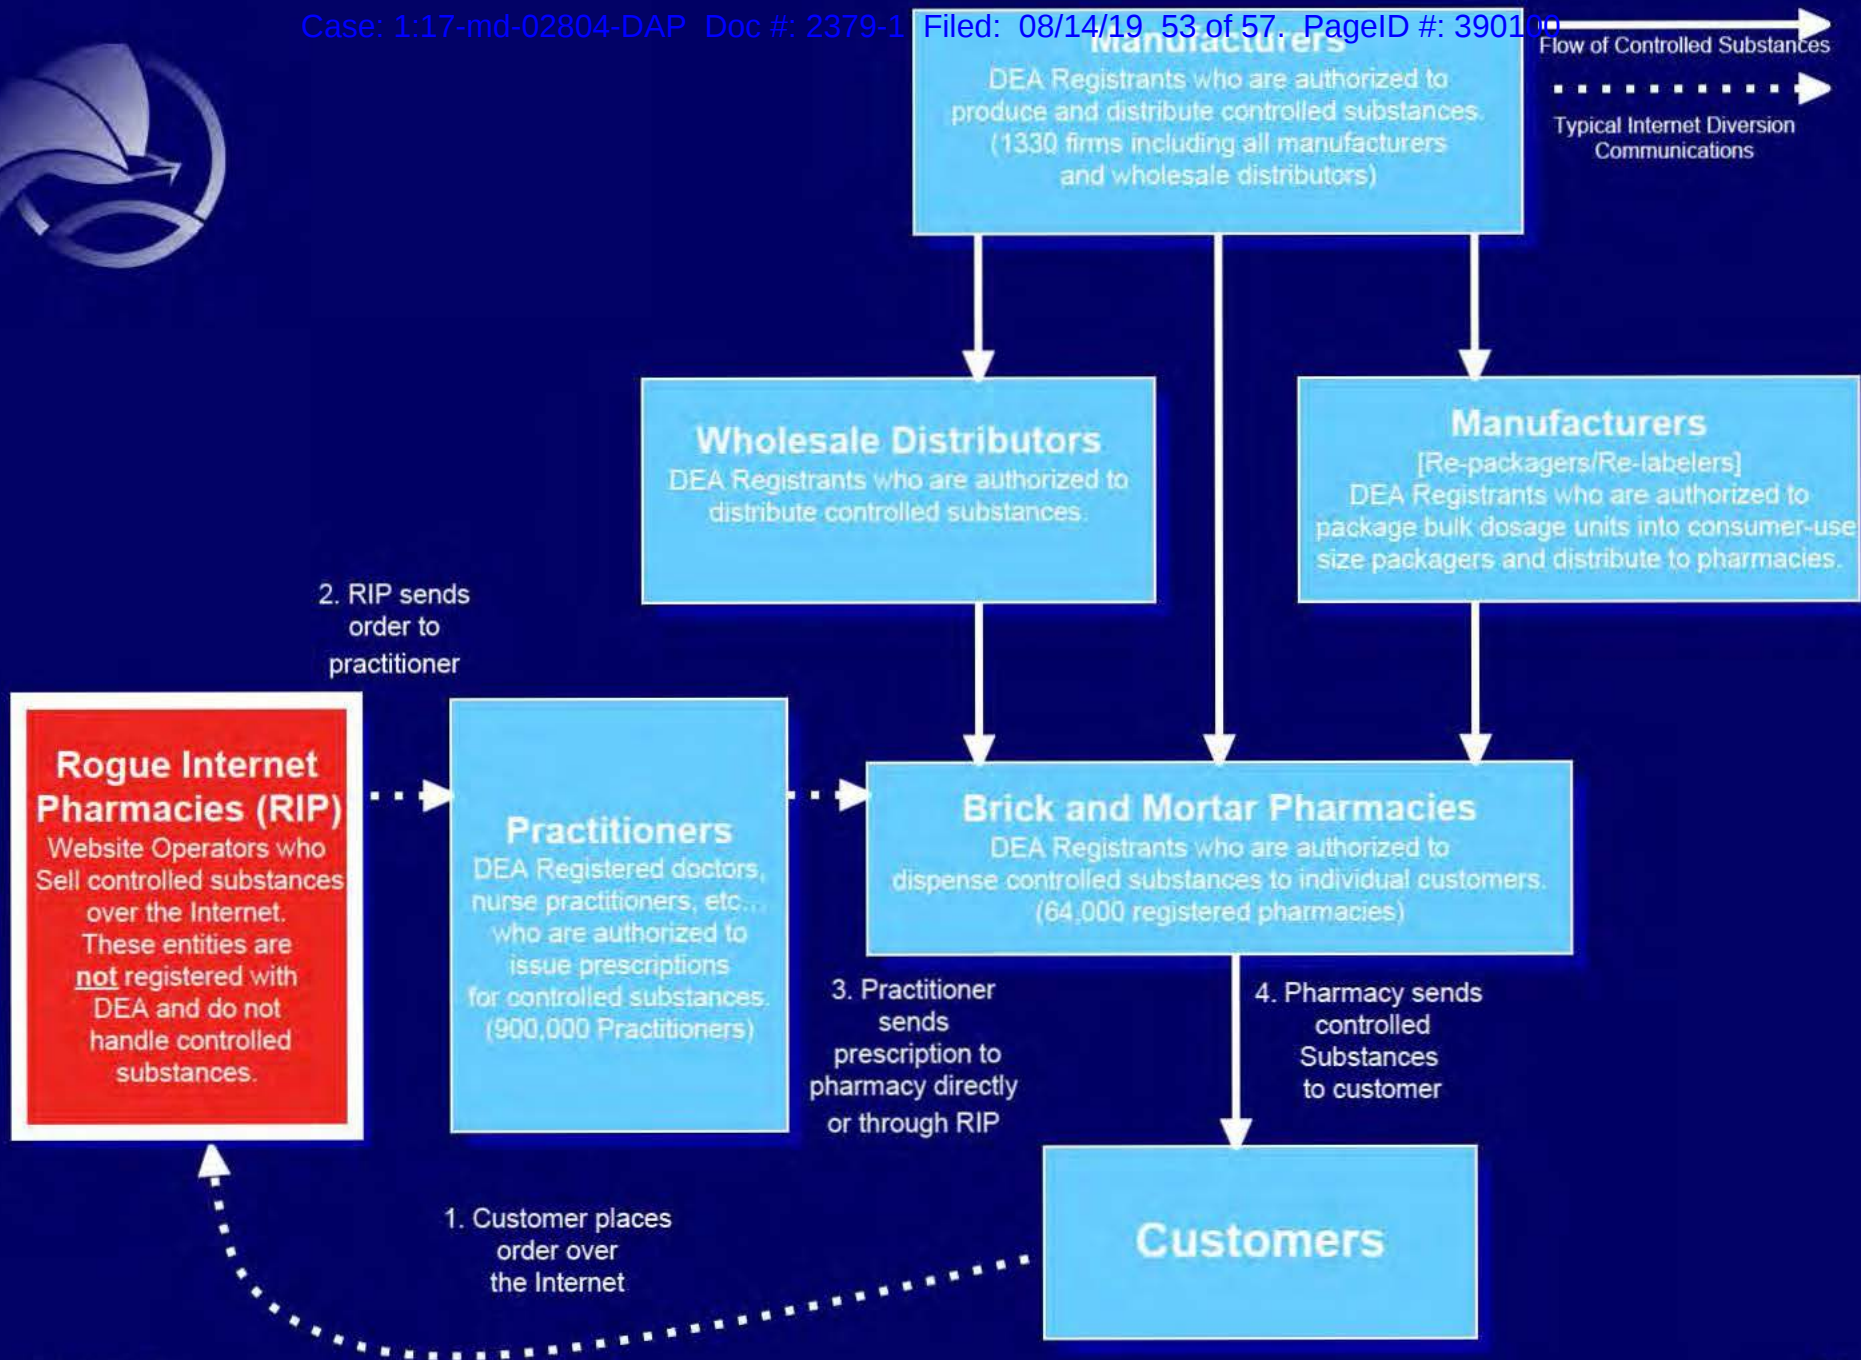 Case: 1:17-md-02804-DAP Doc #: 2379-1 Filed: 08/14/19 53 of 57. PageID #: 390100
Manufacturers
DEA Registrants who are authorized to
produce and distribute controlled substances.
(1330 firms including all manufacturers
and wholesale distributors)
Flow of Controlled Substances
Typical Internet Diversion
Communications
Wholesale Distributors
DEA Registrants who are authorized to
distribute controlled substances.
Manufacturers
[Re-packagers/Re-labelers]
DEA Registrants who are authorized to
package bulk dosage units into consumer-use
size packagers and distribute to pharmacies.
2. RIP sends
order to
practitioner
Rogue Internet
Pharmacies (RIP)
Website Operators who
Sell controlled substances
over the Internet.
These entities are
not registered with
DEA and do not
handle controlled
substances.
Practitioners
DEA Registered doctors,
nurse practitioners, etc...
who are authorized to
issue prescriptions
for controlled substances.
(900,000 Practitioners)
Brick and Mortar Pharmacies
DEA Registrants who are authorized to
dispense controlled substances to individual customers.
(64,000 registered pharmacies)
3. Practitioner
sends
prescription to
pharmacy directly
or through RIP
4. Pharmacy sends
controlled
Substances
to customer
1. Customer places
order over
the Internet
Customers